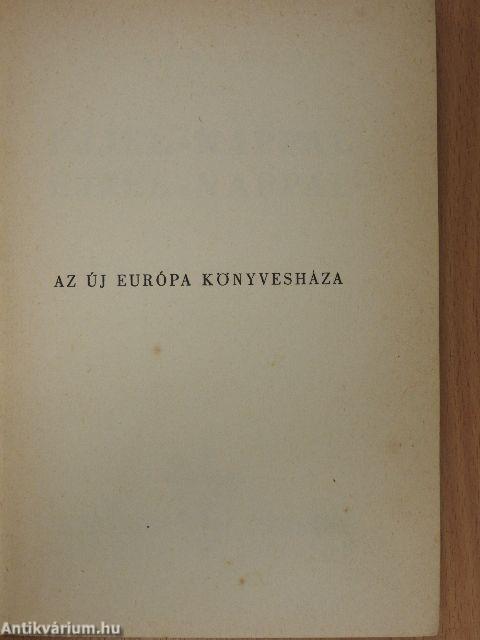 AZ ÚJ EURÓPA KÖNYVESHÁZA
Antikvárium.hu